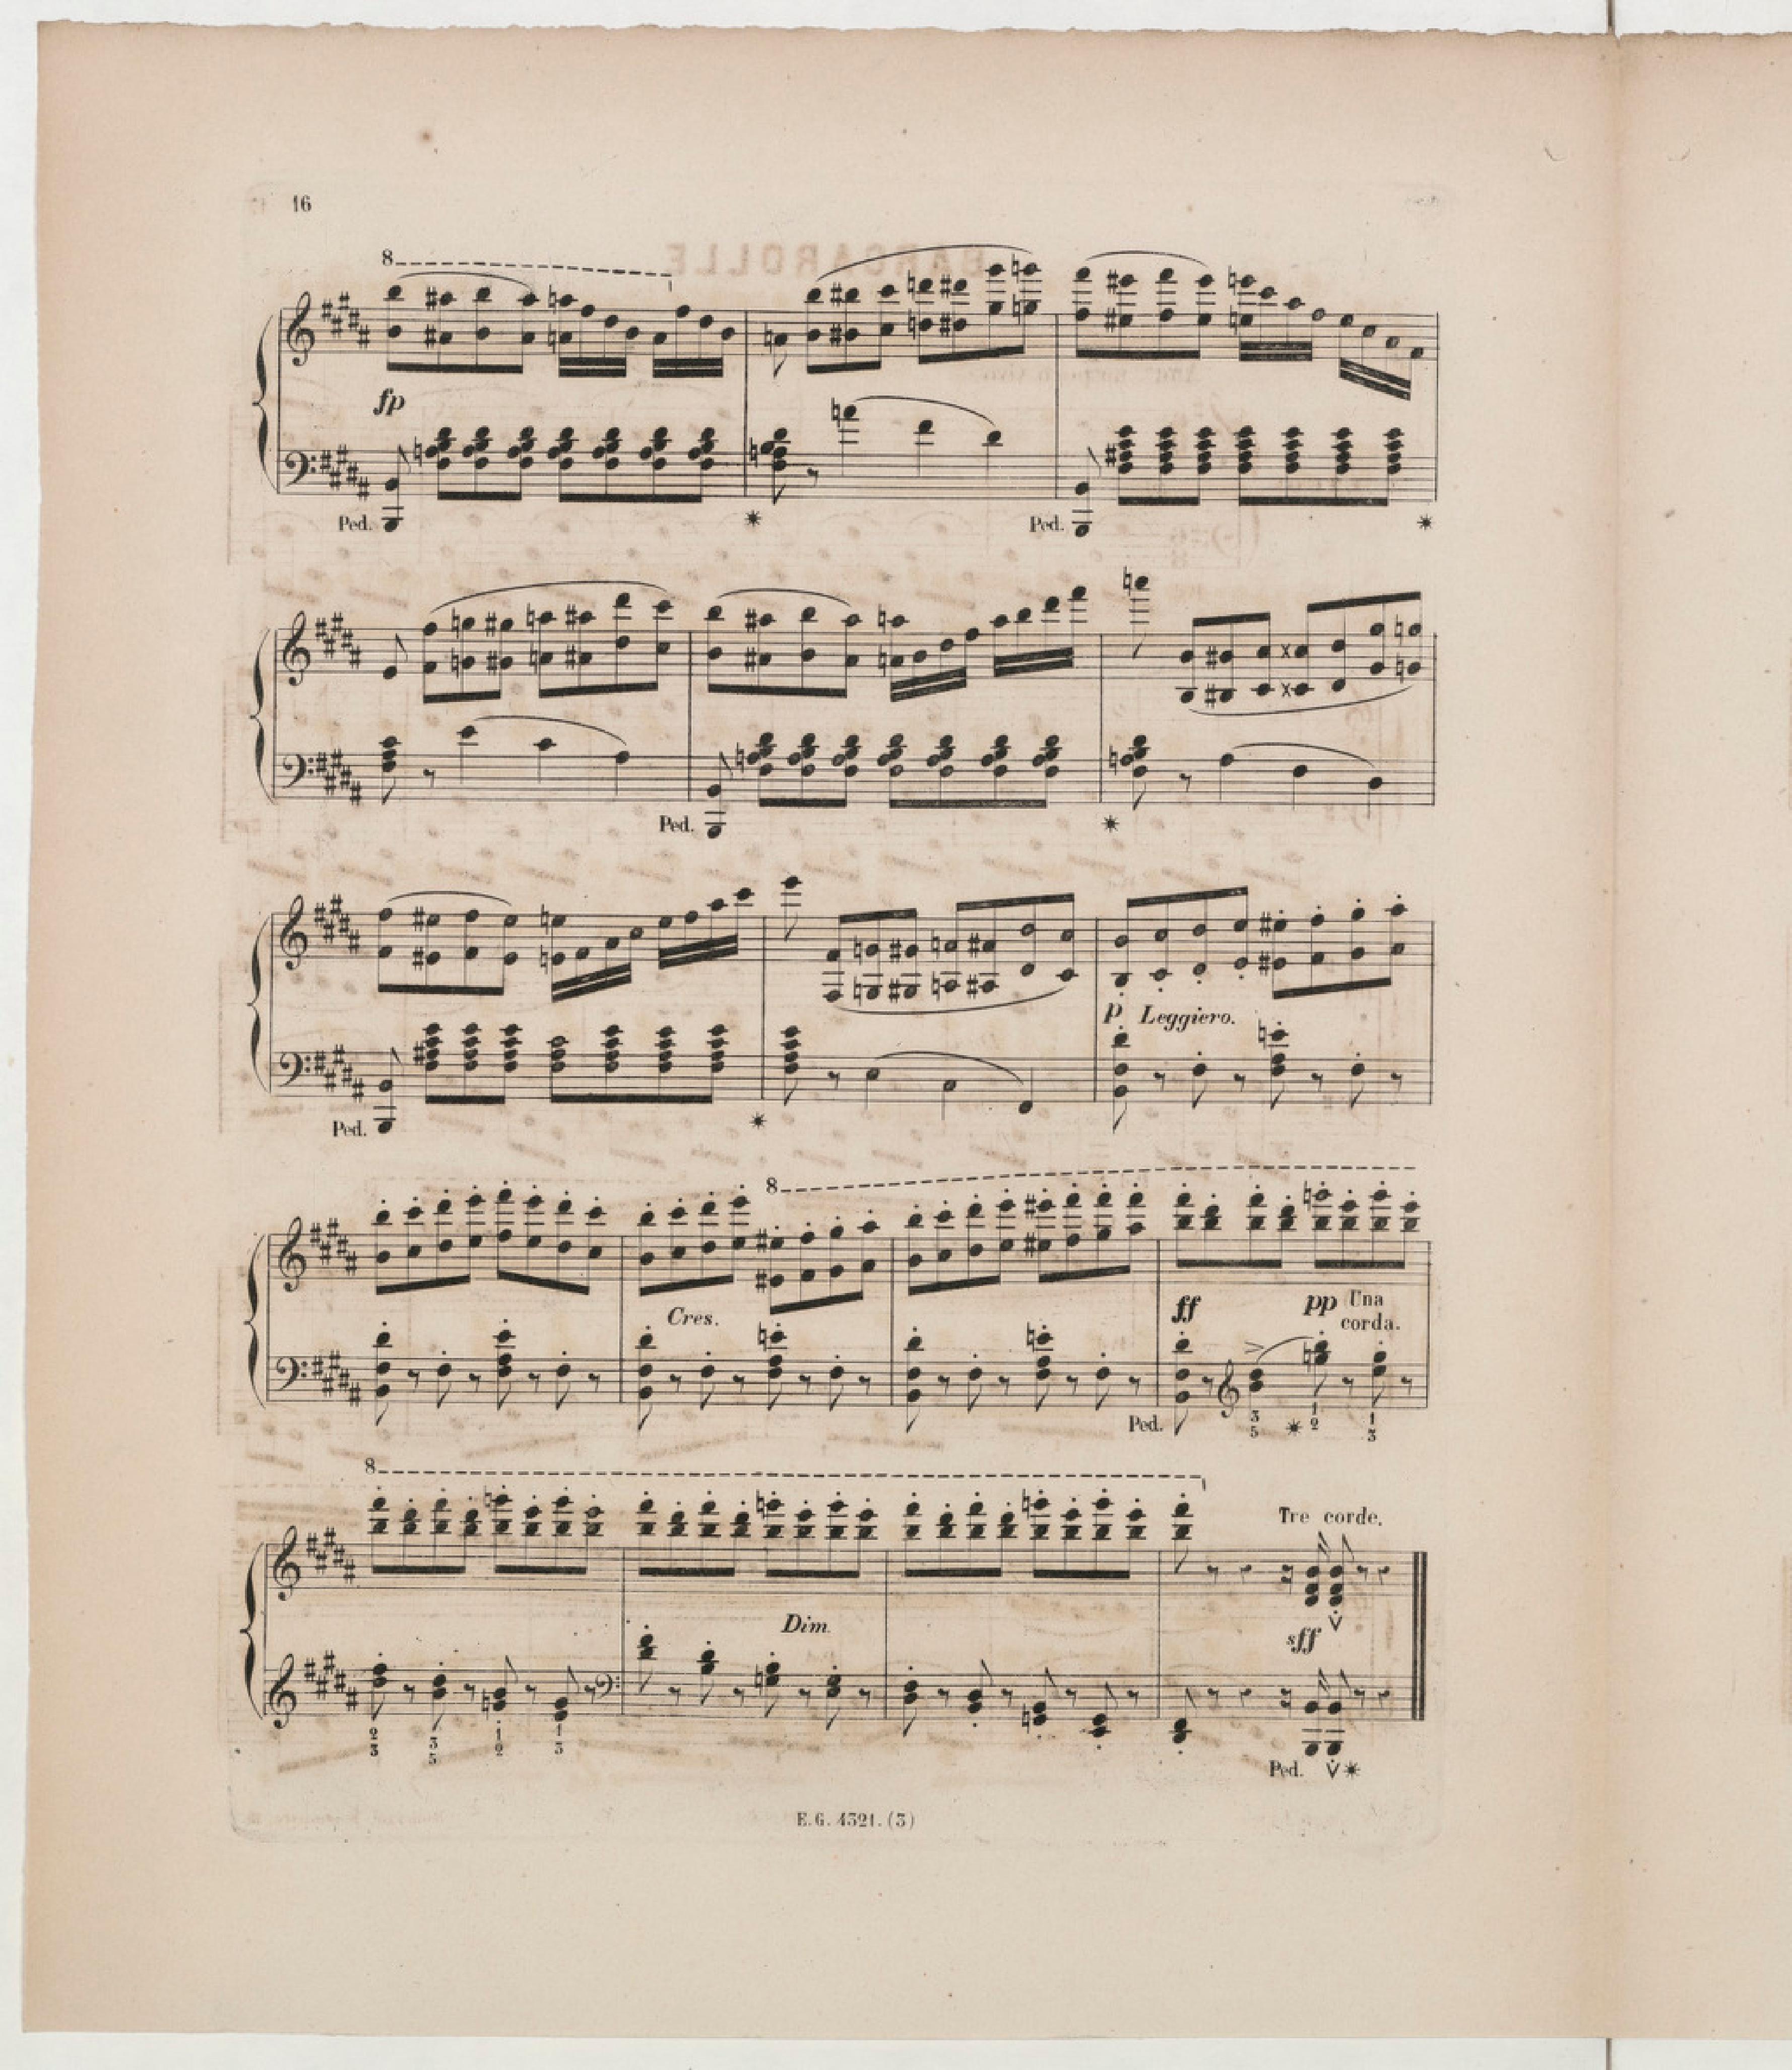 16
8
fp
Ped. * Ped. *
Ped. *
p Leggiero.
Ped. *
8
Cres. ff pp Una
corda.
Ped. * 
3 1 1
5 2 3
8
Tre corde.
Dim.
sff
2 3 1 1
3 5 2 3
Ped. *
E.G. 4321. (3)